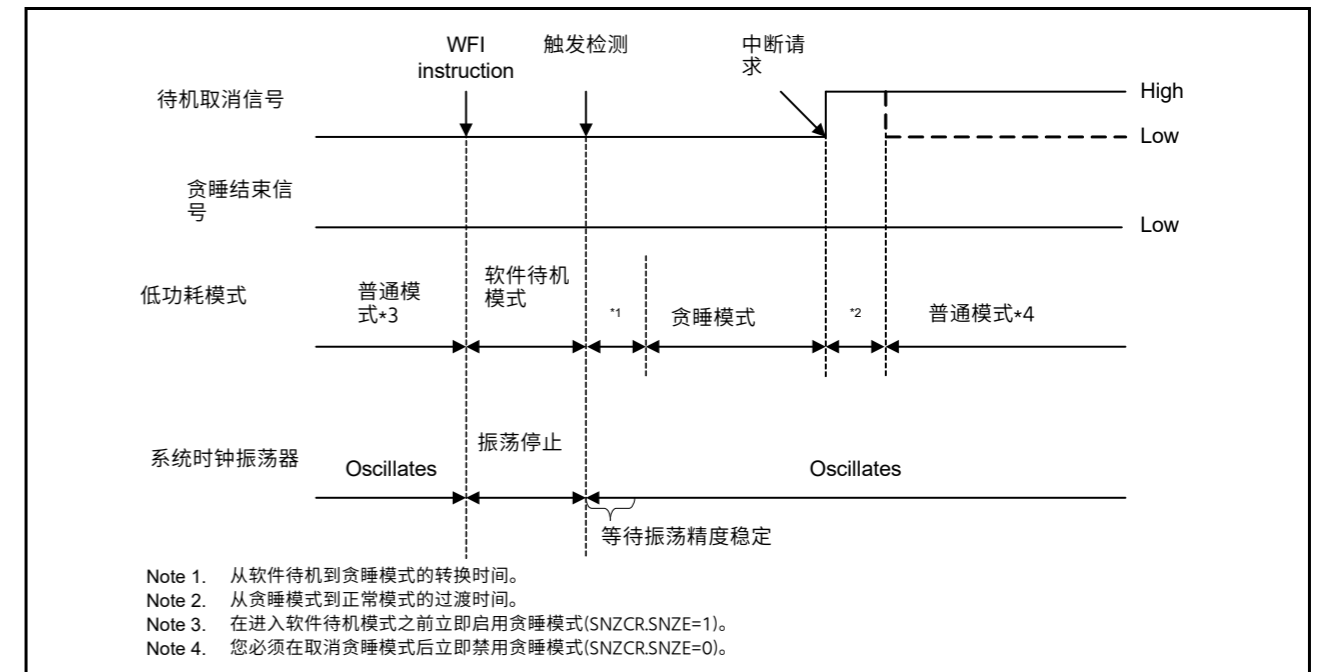 WFI
instruction
触发检测
中断请
求
待机取消信号
High
Low
贪睡结束信
号
Low
低功耗模式
普通模
式*3
软件待机
模式
*1
贪睡模式
*2
普通模式*4
系统时钟振荡器
Oscillates
振荡停止
Oscillates
等待振荡精度稳定
Note 1. 从软件待机到贪睡模式的转换时间。
Note 2. 从贪睡模式到正常模式的过渡时间。
Note 3. 在进入软件待机模式之前立即启用贪睡模式(SNZCR.SNZE=1)。
Note 4. 您必须在取消贪睡模式后立即禁用贪睡模式(SNZCR.SNZE=0)。